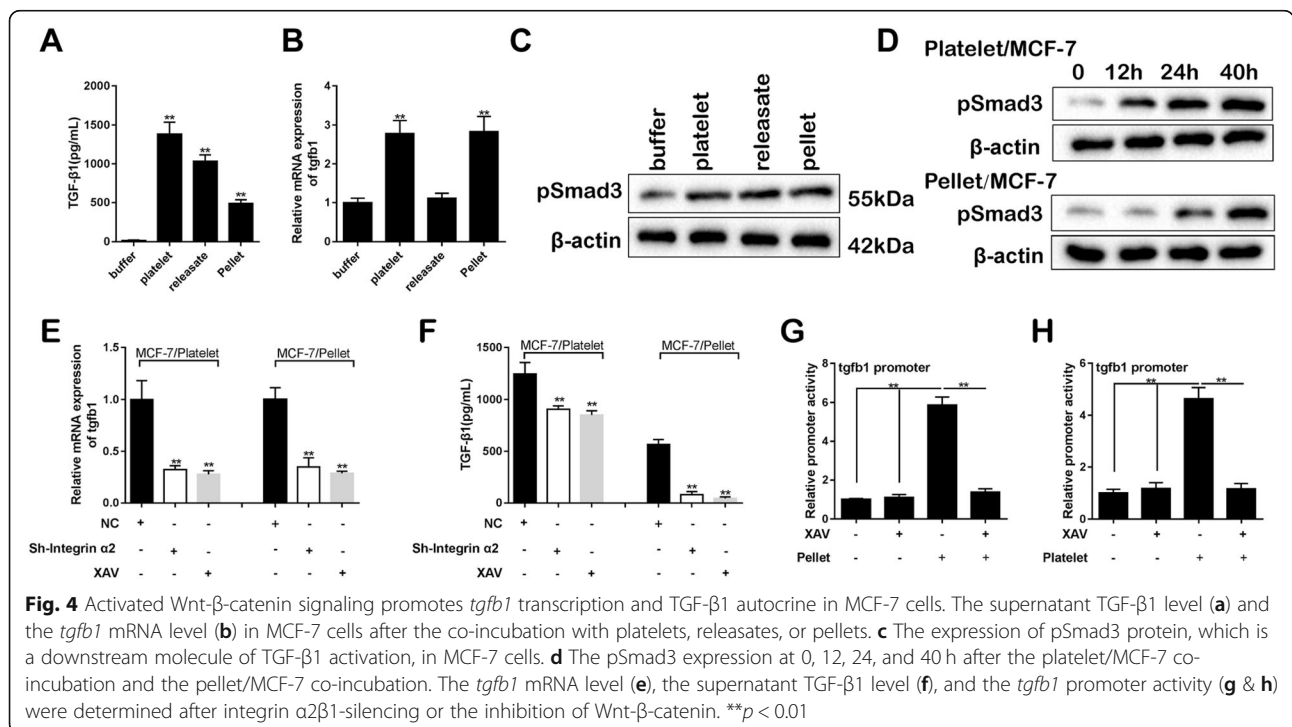 A
TGF-β1(pg/mL)
2000
1500
1000
500
0
**
**
**
buffer
platelet
releasate
Pellet
B
Relative mRNA expression
of tgfb1
4
3
2
1
0
**
**
buffer
platelet
releasate
Pellet
C
buffer
platelet
releasate
pellet
pSmad3
55kDa
β-actin
42kDa
D
Platelet/MCF-7
0 12h 24h 40h
pSmad3
β-actin
Pellet/MCF-7
pSmad3
β-actin
E
Relative mRNA expression
of tgfb1
1.5
1.0
0.5
0.0
MCF-7/Platelet
MCF-7/Pellet
** ** ** **
NC + - - + - -
Sh-Integrin α2 - + - - + -
XAV - - + - - +
F
TGF-β1(pg/mL)
1500
1000
500
0
MCF-7/Platelet
MCF-7/Pellet
** ** ** **
NC + - - + - -
- + - - + -
XAV - - + - - +
G
Relative promoter activity
8
6
4
2
0
tgfb1 promoter
** **
XAV - + - +
Pellet - - + +
H
Relative promoter activity
6
4
2
0
tgfb1 promoter
** **
XAV - + - +
Platelet - - + +
Fig. 4 Activated Wnt-β-catenin signaling promotes tgfb1 transcription and TGF-β1 autocrine in MCF-7 cells. The supernatant TGF-β1 level (a) and
the tgfb1 mRNA level (b) in MCF-7 cells after the co-incubation with platelets, releasates, or pellets. c The expression of pSmad3 protein, which is
a downstream molecule of TGF-β1 activation, in MCF-7 cells. d The pSmad3 expression at 0, 12, 24, and 40 h after the platelet/MCF-7 co-
incubation and the pellet/MCF-7 co-incubation. The tgfb1 mRNA level (e), the supernatant TGF-β1 level (f), and the tgfb1 promoter activity (g & h)
were determined after integrin α2β1-silencing or the inhibition of Wnt-β-catenin. **p < 0.01